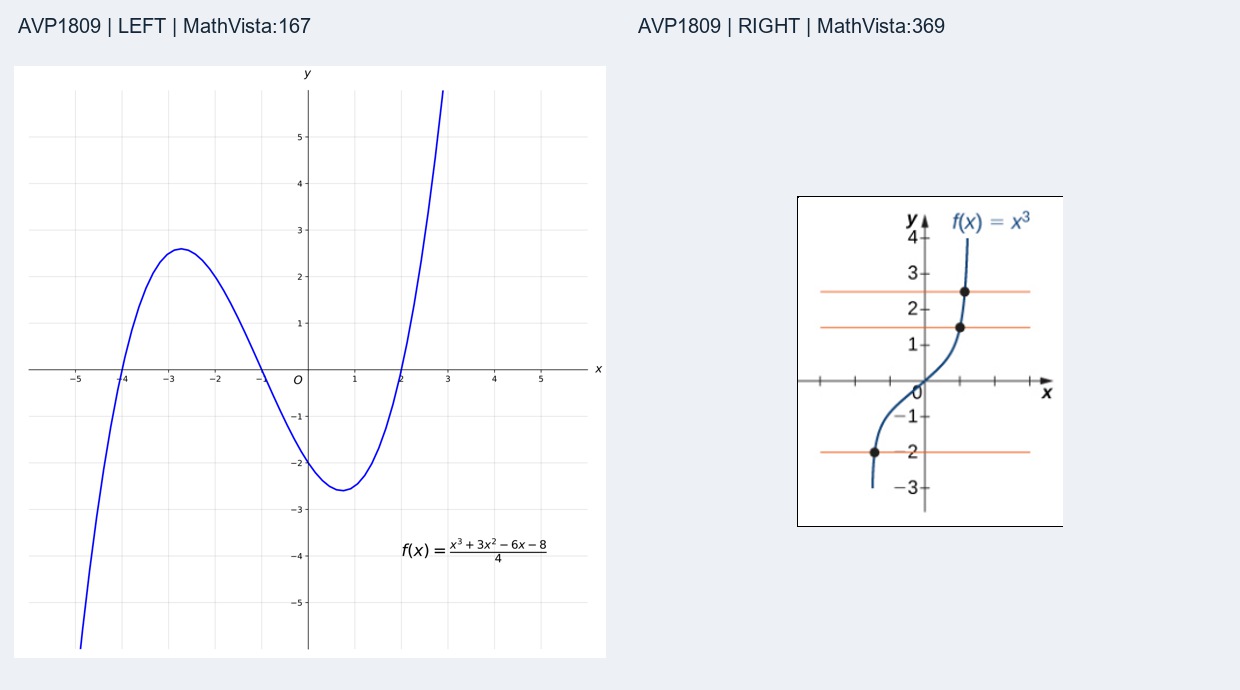 AVP1809 | LEFT | MathVista:167
AVP1809 | RIGHT | MathVista:369
y
5
4
3
2
1
−5 −4 −3 −2 −1 O 1 2 3 4 5 x
−1
−2
−3
−4
−5
f(x) = (x³ + 3x² − 6x − 8)/4
y f(x) = x³
4
3
2
1
0 x
−1
−2
−3